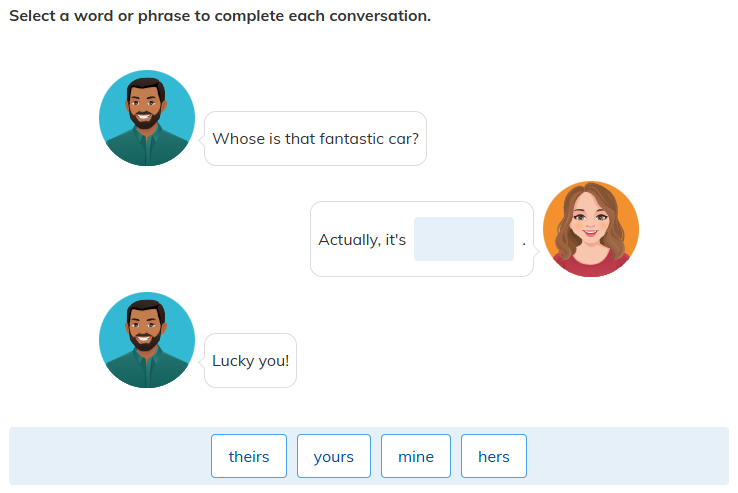 Select a word or phrase to complete each conversation.
Whose is that fantastic car?
Actually, it's .
Lucky you!
theirs yours mine hers